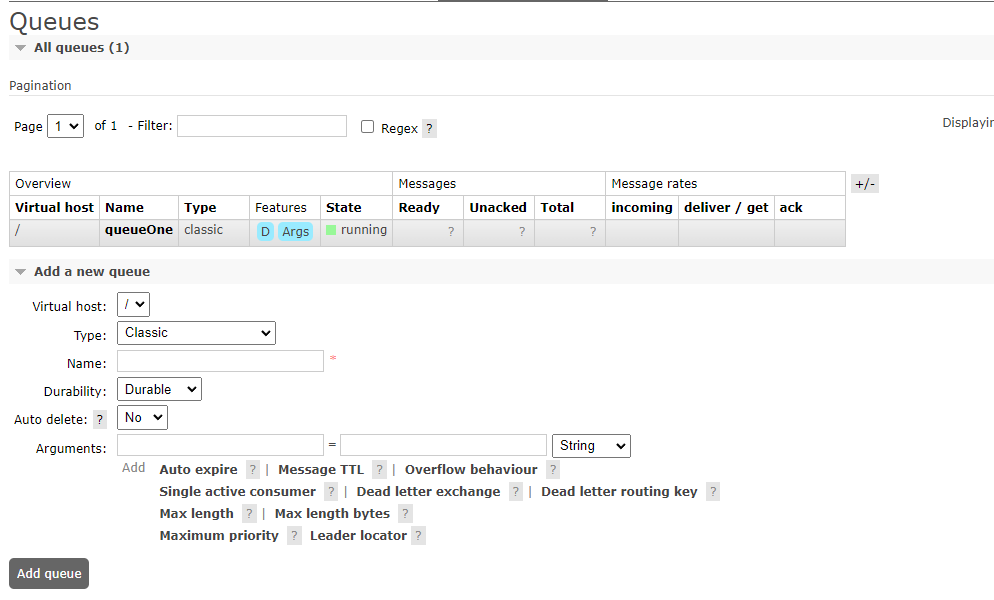 Queues
All queues (1)
Pagination
Page 1 of 1 - Filter: Regex ? Displayin
Overview Messages Message rates +/-
Virtual host Name Type Features State Ready Unacked Total incoming deliver / get ack
/ queueOne classic D Args running ? ? ?
Add a new queue
Virtual host: /
Type: Classic
Name: *
Durability: Durable
Auto delete: ? No
Arguments: = String
Add Auto expire ? | Message TTL ? | Overflow behaviour ?
Single active consumer ? | Dead letter exchange ? | Dead letter routing key ?
Max length ? | Max length bytes ?
Maximum priority ? Leader locator ?
Add queue